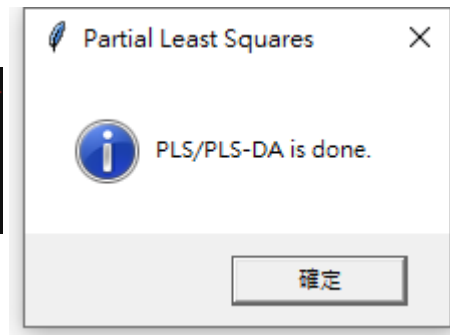 Partial Least Squares
PLS/PLS-DA is done.
確定